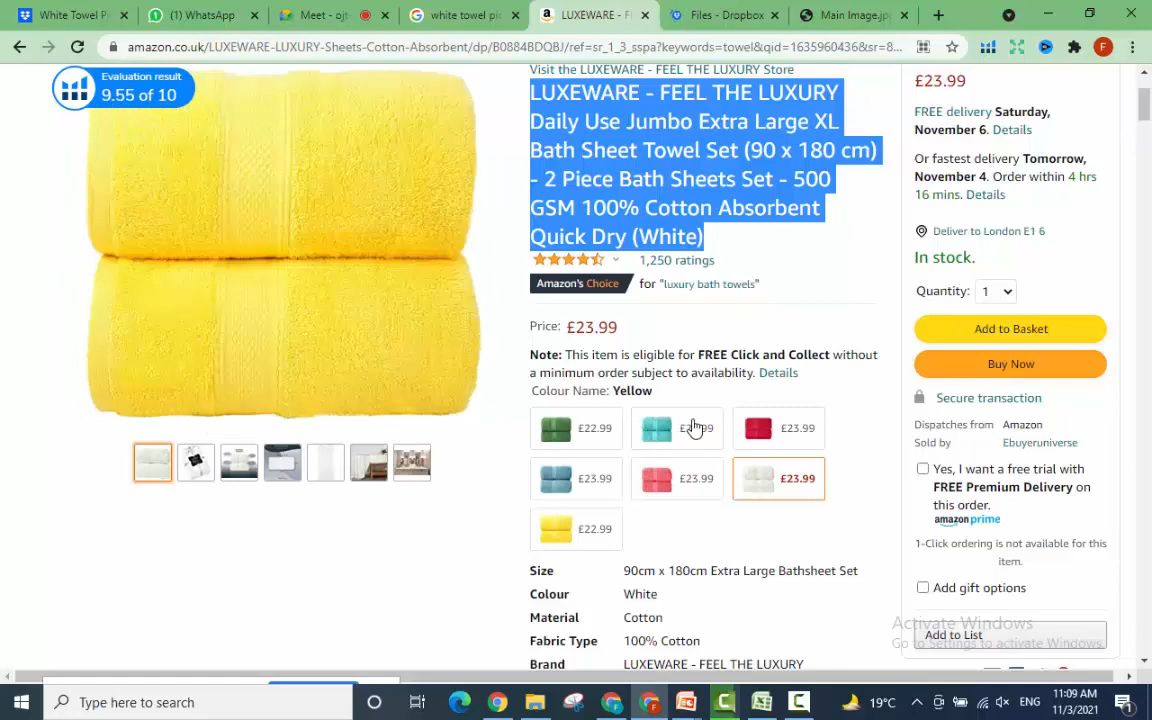 White Towel P
(1) WhatsApp
Meet - ojt
white towel pic
LUXEWARE - F
Files - Dropbox
Main Image.jp
amazon.co.uk/LUXEWARE-LUXURY-Sheets-Cotton-Absorbent/dp/B0884BDQBJ/ref=sr_1_3_sspa?keywords=towel&qid=1635960436&sr=8...
F
Evaluation result
9.55 of 10
Visit the LUXEWARE - FEEL THE LUXURY Store
LUXEWARE - FEEL THE LUXURY
Daily Use Jumbo Extra Large XL
Bath Sheet Towel Set (90 x 180 cm)
- 2 Piece Bath Sheets Set - 500
GSM 100% Cotton Absorbent
Quick Dry (White)
1,250 ratings
Amazon's Choice for "luxury bath towels"
Price: £23.99
Note: This item is eligible for FREE Click and Collect without
a minimum order subject to availability. Details
Colour Name: Yellow
£22.99 £23.99 £23.99
£23.99 £23.99 £23.99
£22.99
Size 90cm x 180cm Extra Large Bathsheet Set
Colour White
Material Cotton
Fabric Type 100% Cotton
Brand LUXEWARE - FEEL THE LUXURY
£23.99
FREE delivery Saturday,
November 6. Details
Or fastest delivery Tomorrow,
November 4. Order within 4 hrs
16 mins. Details
Deliver to London E1 6
In stock.
Quantity: 1
Add to Basket
Buy Now
Secure transaction
Dispatches from Amazon
Sold by Ebuyeruniverse
Yes, I want a free trial with
FREE Premium Delivery on
this order.
amazon prime
1-Click ordering is not available for this
item.
Add gift options
Add to List
Activate Windows
Go to Settings to activate Windows.
Type here to search
19°C
ENG
11:09 AM
11/3/2021
1